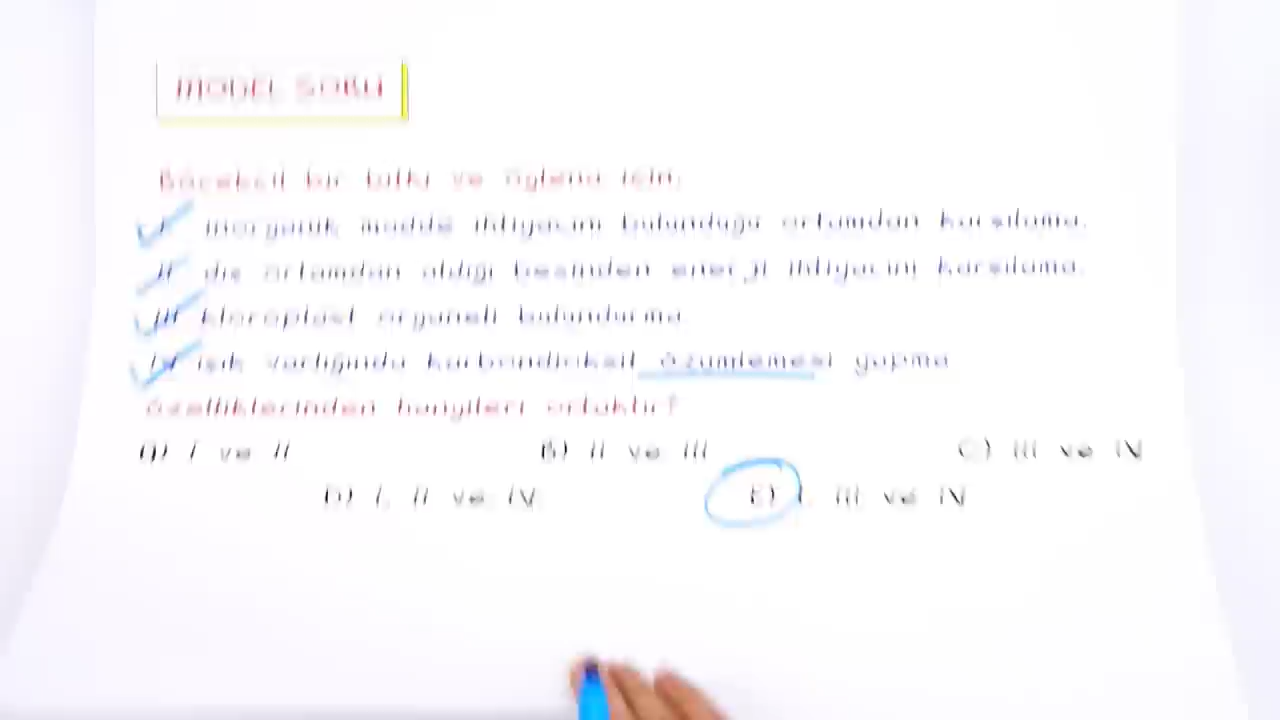 MODEL SORU
Böceksil bir bitki ve öglena için;
I inorganik madde ihtiyacını bulunduğu ortamdan karşılama,
II dış ortamdan aldığı besinden enerji ihtiyacını karşılama,
III kloroplast organeli bulundurma
IV ışık varlığında karbondioksit özümlemesi yapma
özelliklerinden hangileri ortaktır?
A) I ve II B) II ve III C) III ve IV
D) I, II ve IV E) I, III ve IV